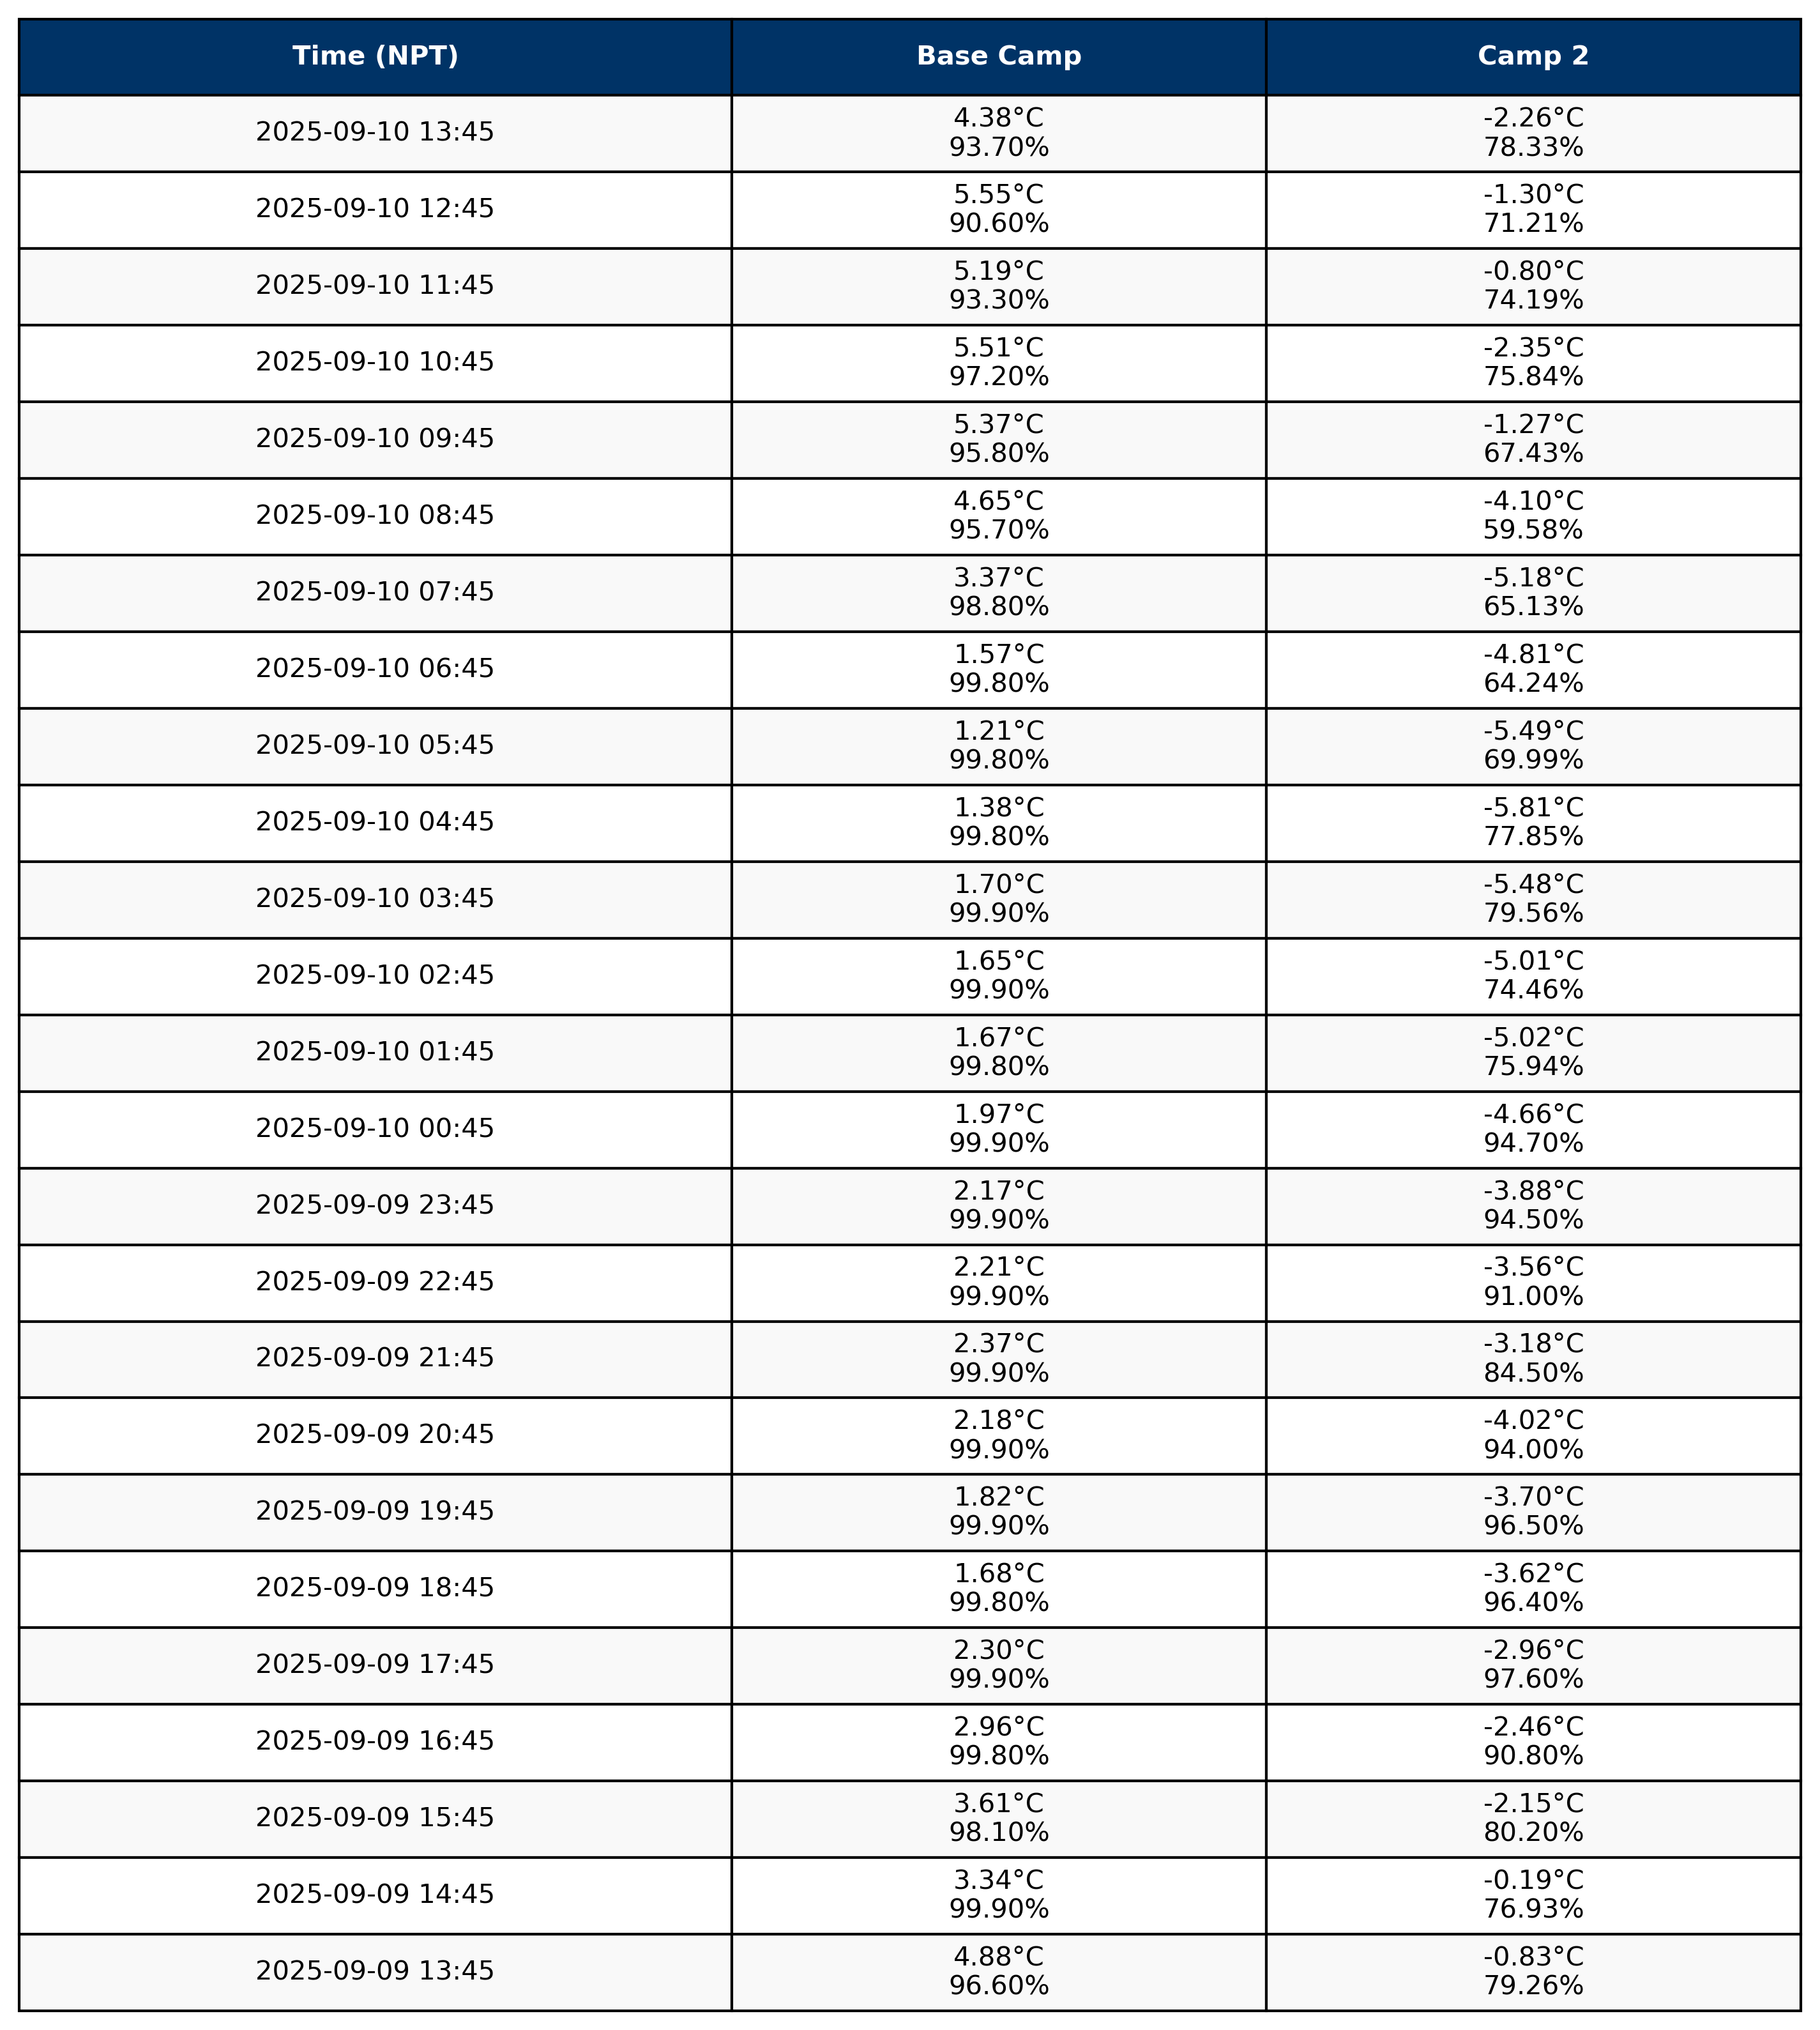 Time (NPT) Base Camp Camp 2
2025-09-10 13:45 4.38°C -2.26°C
93.70% 78.33%
2025-09-10 12:45 5.55°C -1.30°C
90.60% 71.21%
2025-09-10 11:45 5.19°C -0.80°C
93.30% 74.19%
2025-09-10 10:45 5.51°C -2.35°C
97.20% 75.84%
2025-09-10 09:45 5.37°C -1.27°C
95.80% 67.43%
2025-09-10 08:45 4.65°C -4.10°C
95.70% 59.58%
2025-09-10 07:45 3.37°C -5.18°C
98.80% 65.13%
2025-09-10 06:45 1.57°C -4.81°C
99.80% 64.24%
2025-09-10 05:45 1.21°C -5.49°C
99.80% 69.99%
2025-09-10 04:45 1.38°C -5.81°C
99.80% 77.85%
2025-09-10 03:45 1.70°C -5.48°C
99.90% 79.56%
2025-09-10 02:45 1.65°C -5.01°C
99.90% 74.46%
2025-09-10 01:45 1.67°C -5.02°C
99.80% 75.94%
2025-09-10 00:45 1.97°C -4.66°C
99.90% 94.70%
2025-09-09 23:45 2.17°C -3.88°C
99.90% 94.50%
2025-09-09 22:45 2.21°C -3.56°C
99.90% 91.00%
2025-09-09 21:45 2.37°C -3.18°C
99.90% 84.50%
2025-09-09 20:45 2.18°C -4.02°C
99.90% 94.00%
2025-09-09 19:45 1.82°C -3.70°C
99.90% 96.50%
2025-09-09 18:45 1.68°C -3.62°C
99.80% 96.40%
2025-09-09 17:45 2.30°C -2.96°C
99.90% 97.60%
2025-09-09 16:45 2.96°C -2.46°C
99.80% 90.80%
2025-09-09 15:45 3.61°C -2.15°C
98.10% 80.20%
2025-09-09 14:45 3.34°C -0.19°C
99.90% 76.93%
2025-09-09 13:45 4.88°C -0.83°C
96.60% 79.26%